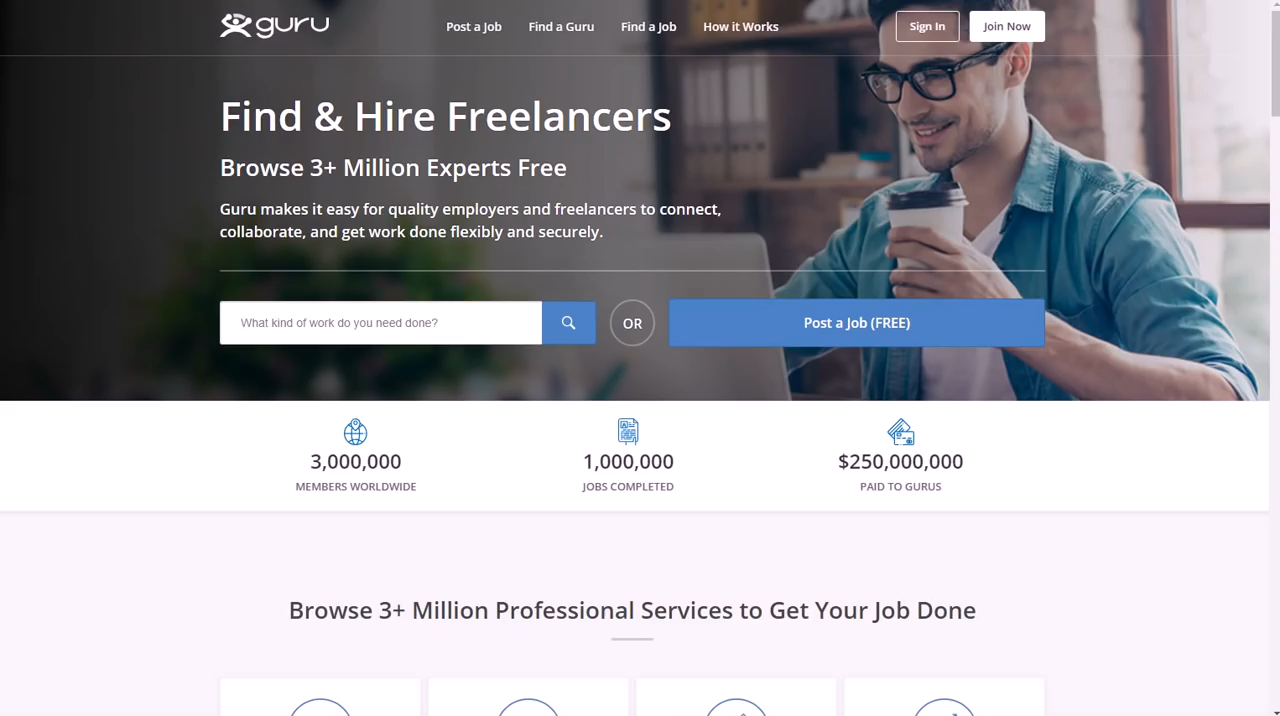 guru
Post a Job
Find a Guru
Find a Job
How it Works
Sign In
Join Now
Find & Hire Freelancers
Browse 3+ Million Experts Free
Guru makes it easy for quality employers and freelancers to connect,
collaborate, and get work done flexibly and securely.
What kind of work do you need done?
OR
Post a Job (FREE)
3,000,000
MEMBERS WORLDWIDE
1,000,000
JOBS COMPLETED
$250,000,000
PAID TO GURUS
Browse 3+ Million Professional Services to Get Your Job Done